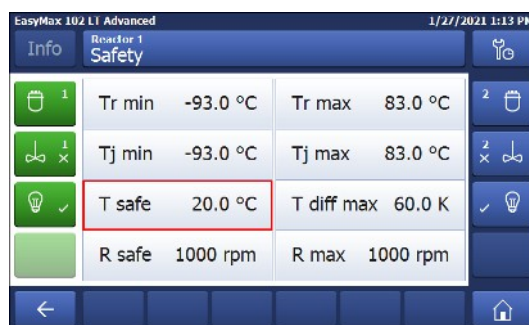 EasyMax 102 LT Advanced 1/27/2021 1:13 PM
Info Reactor 1
Safety
1 Tr min -93.0 °C Tr max 83.0 °C 2
1 Tj min -93.0 °C Tj max 83.0 °C 2
T safe 20.0 °C T diff max 60.0 K
R safe 1000 rpm R max 1000 rpm